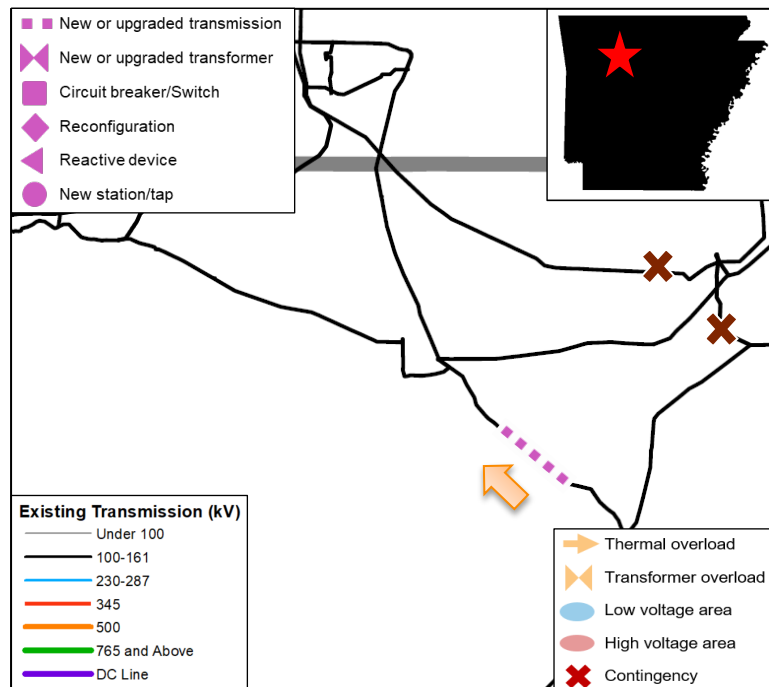 New or upgraded transmission
New or upgraded transformer
Circuit breaker/Switch
Reconfiguration
Reactive device
New station/tap
Existing Transmission (kV)
Under 100
100-161
230-287
345
500
765 and Above
DC Line
Thermal overload
Transformer overload
Low voltage area
High voltage area
Contingency